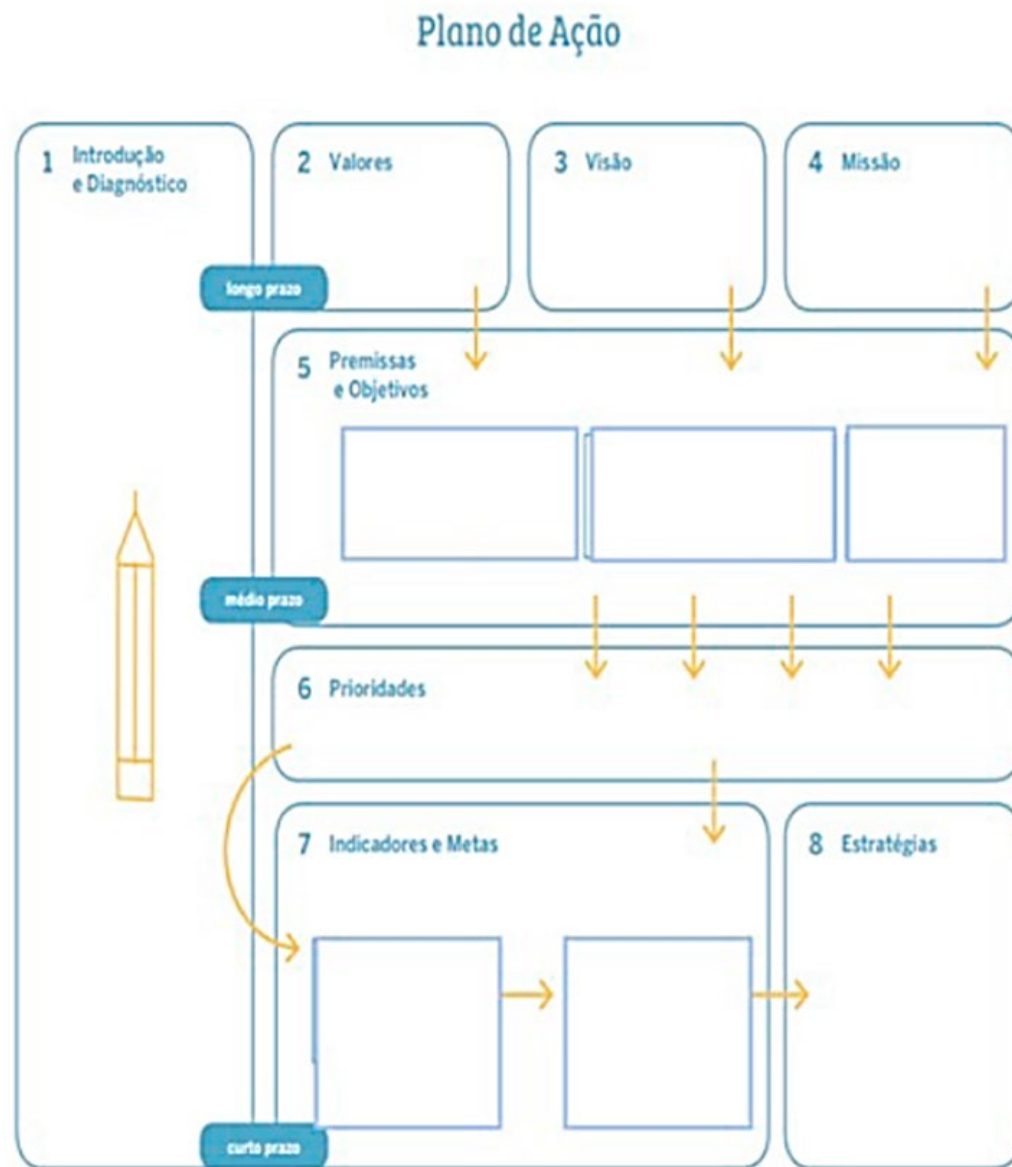 Plano de Ação
1 Introdução
e Diagnóstico
2 Valores
3 Visão
4 Missão
longo prazo
5 Premissas
e Objetivos
médio prazo
6 Prioridades
7 Indicadores e Metas
8 Estratégias
curto prazo